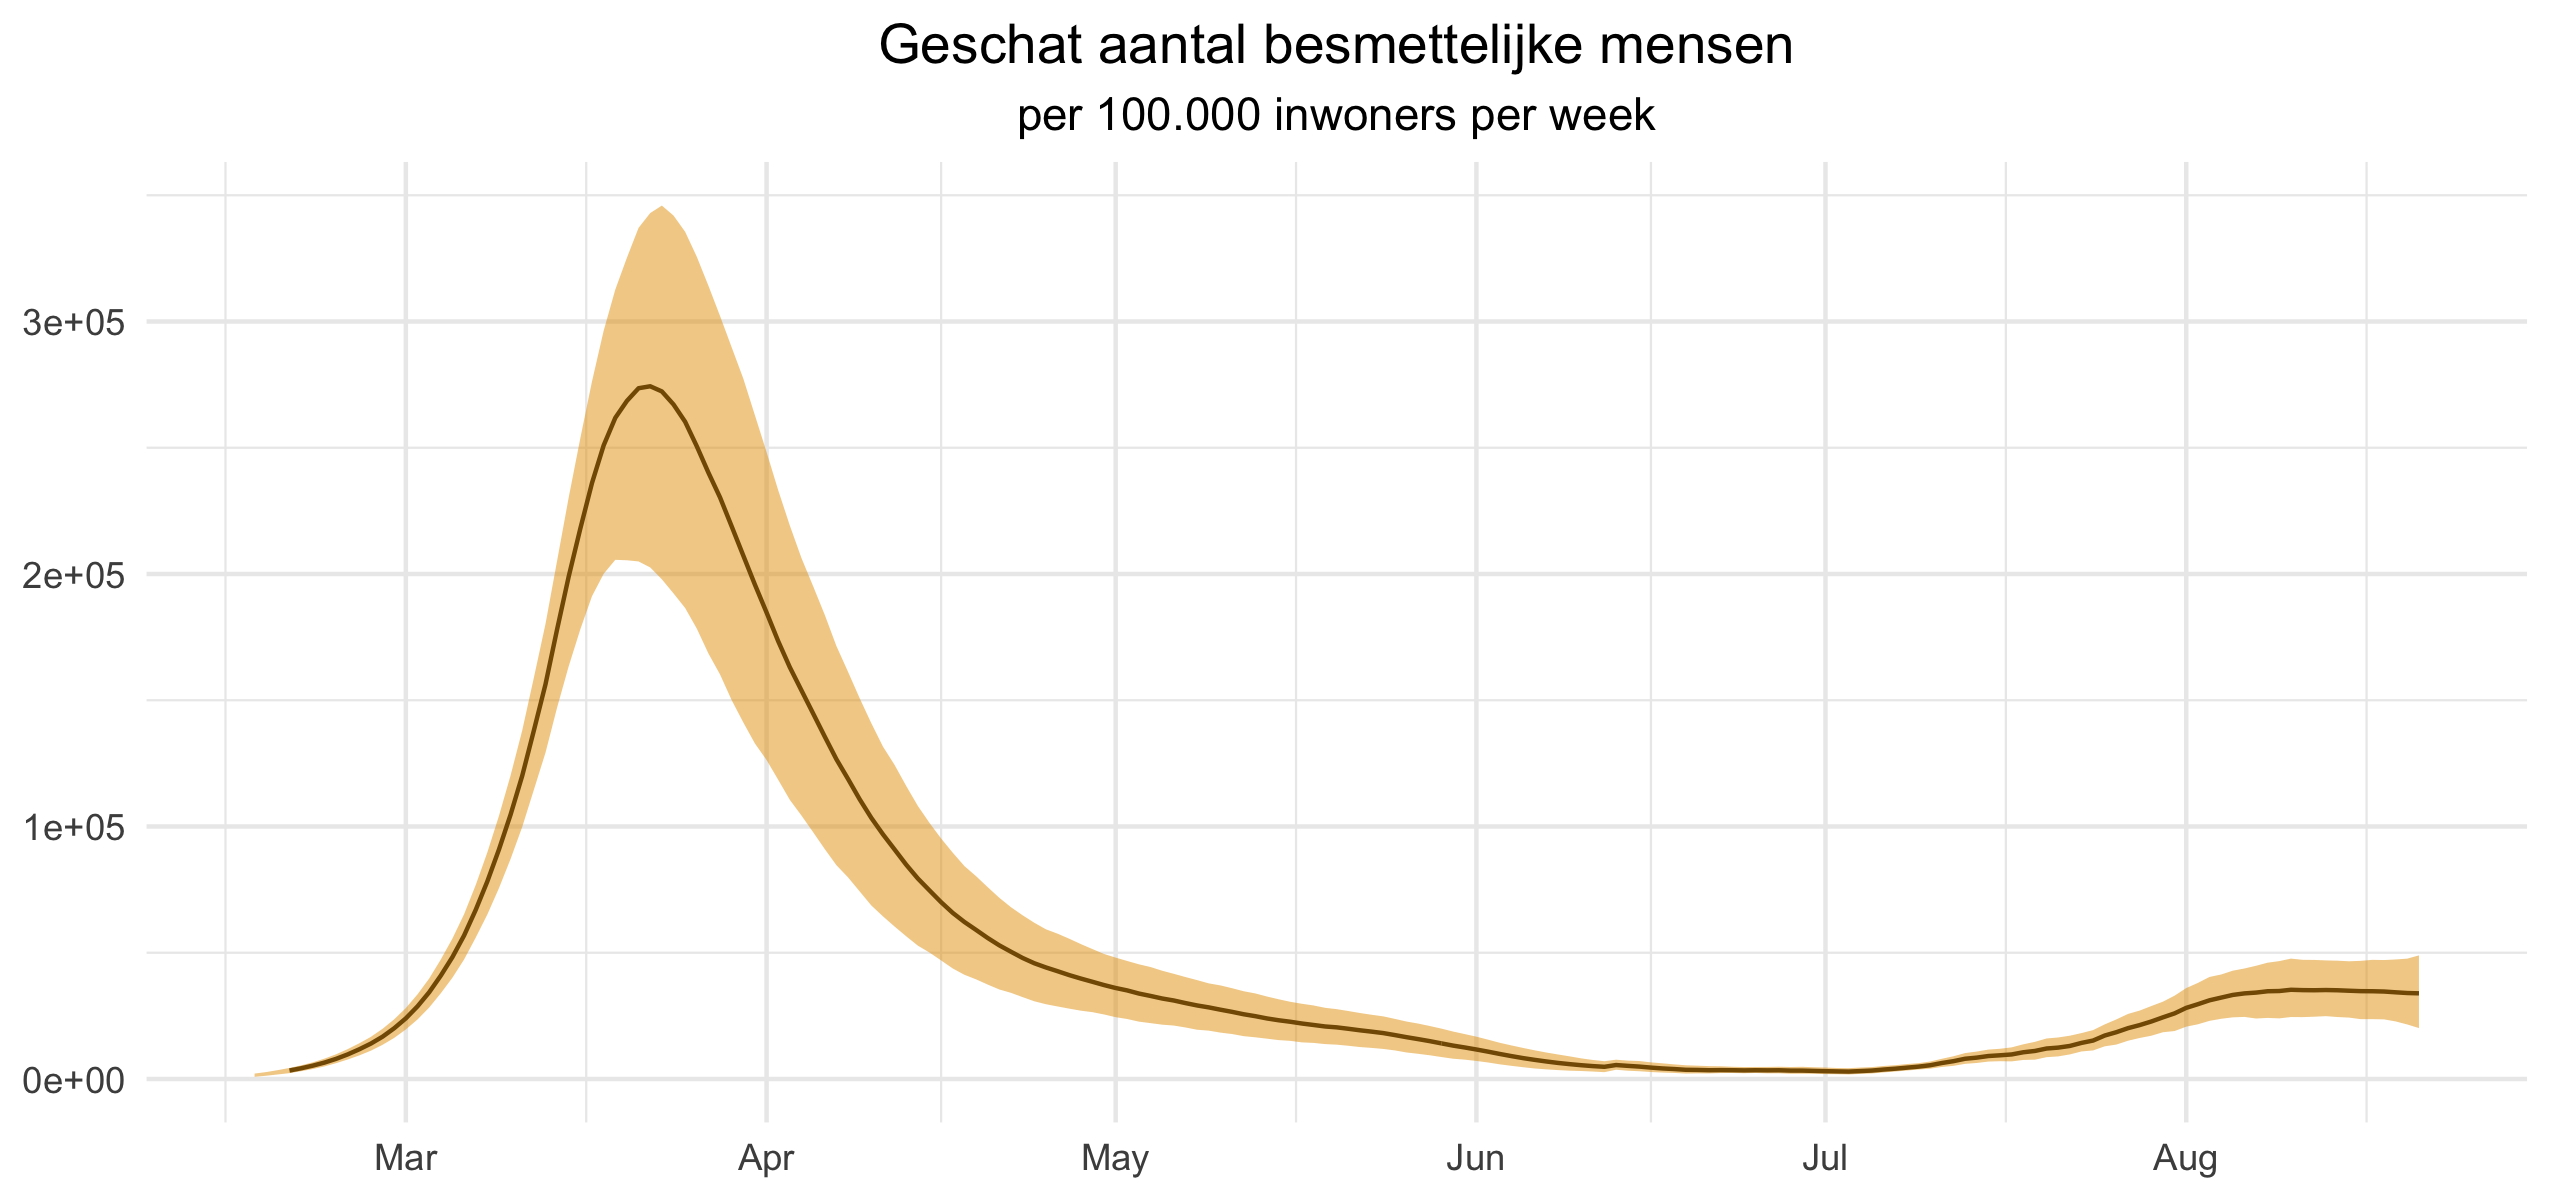 Geschat aantal besmettelijke mensen
per 100.000 inwoners per week
3e+05
2e+05
1e+05
0e+00
Mar Apr May Jun Jul Aug